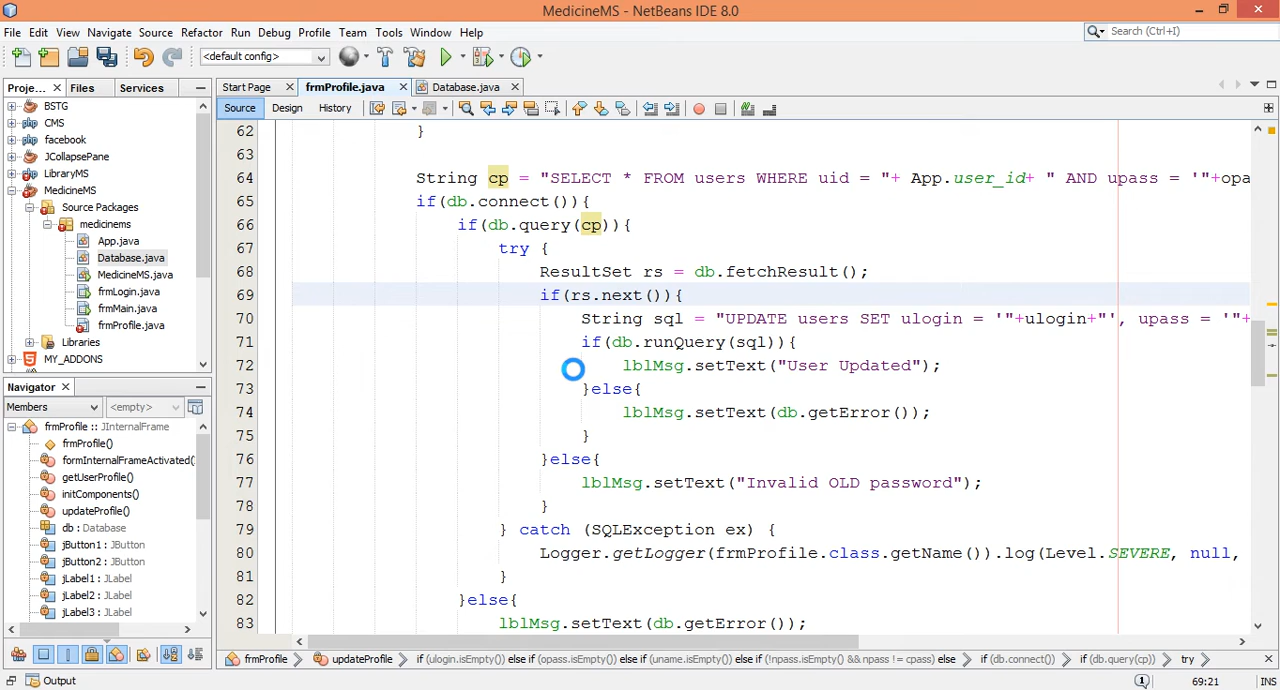 MedicineMS - NetBeans IDE 8.0
File Edit View Navigate Source Refactor Run Debug Profile Team Tools Window Help
Search (Ctrl+I)
<default config>
Proje... Files Services
Start Page frmProfile.java Database.java
Source Design History
BSTG
CMS
facebook
JCollapsePane
LibraryMS
MedicineMS
Source Packages
medicinems
App.java
Database.java
MedicineMS.java
frmLogin.java
frmMain.java
frmProfile.java
Libraries
MY_ADDONS
Navigator
Members <empty>
frmProfile :: JInternalFrame
frmProfile()
formInternalFrameActivated(
getUserProfile()
initComponents()
updateProfile()
db : Database
jButton1 : JButton
jButton2 : JButton
jLabel1 : JLabel
jLabel2 : JLabel
jLabel3 : JLabel
62 }
63
64 String cp = "SELECT * FROM users WHERE uid = "+ App.user_id+ " AND upass = '"+opa
65 if(db.connect()){
66 if(db.query(cp)){
67 try {
68 ResultSet rs = db.fetchResult();
69 if(rs.next()){
70 String sql = "UPDATE users SET ulogin = '"+ulogin+"', upass = '"+
71 if(db.runQuery(sql)){
72 lblMsg.setText("User Updated");
73 }else{
74 lblMsg.setText(db.getError());
75 }
76 }else{
77 lblMsg.setText("Invalid OLD password");
78 }
79 } catch (SQLException ex) {
80 Logger.getLogger(frmProfile.class.getName()).log(Level.SEVERE, null,
81 }
82 }else{
83 lblMsg.setText(db.getError());
frmProfile updateProfile if (ulogin.isEmpty() else if (opass.isEmpty()) else if (uname.isEmpty() else if (!npass.isEmpty() && npass != cpass) else if (db.connect()) if (db.query(cp)) try
Output 1 69:21 INS